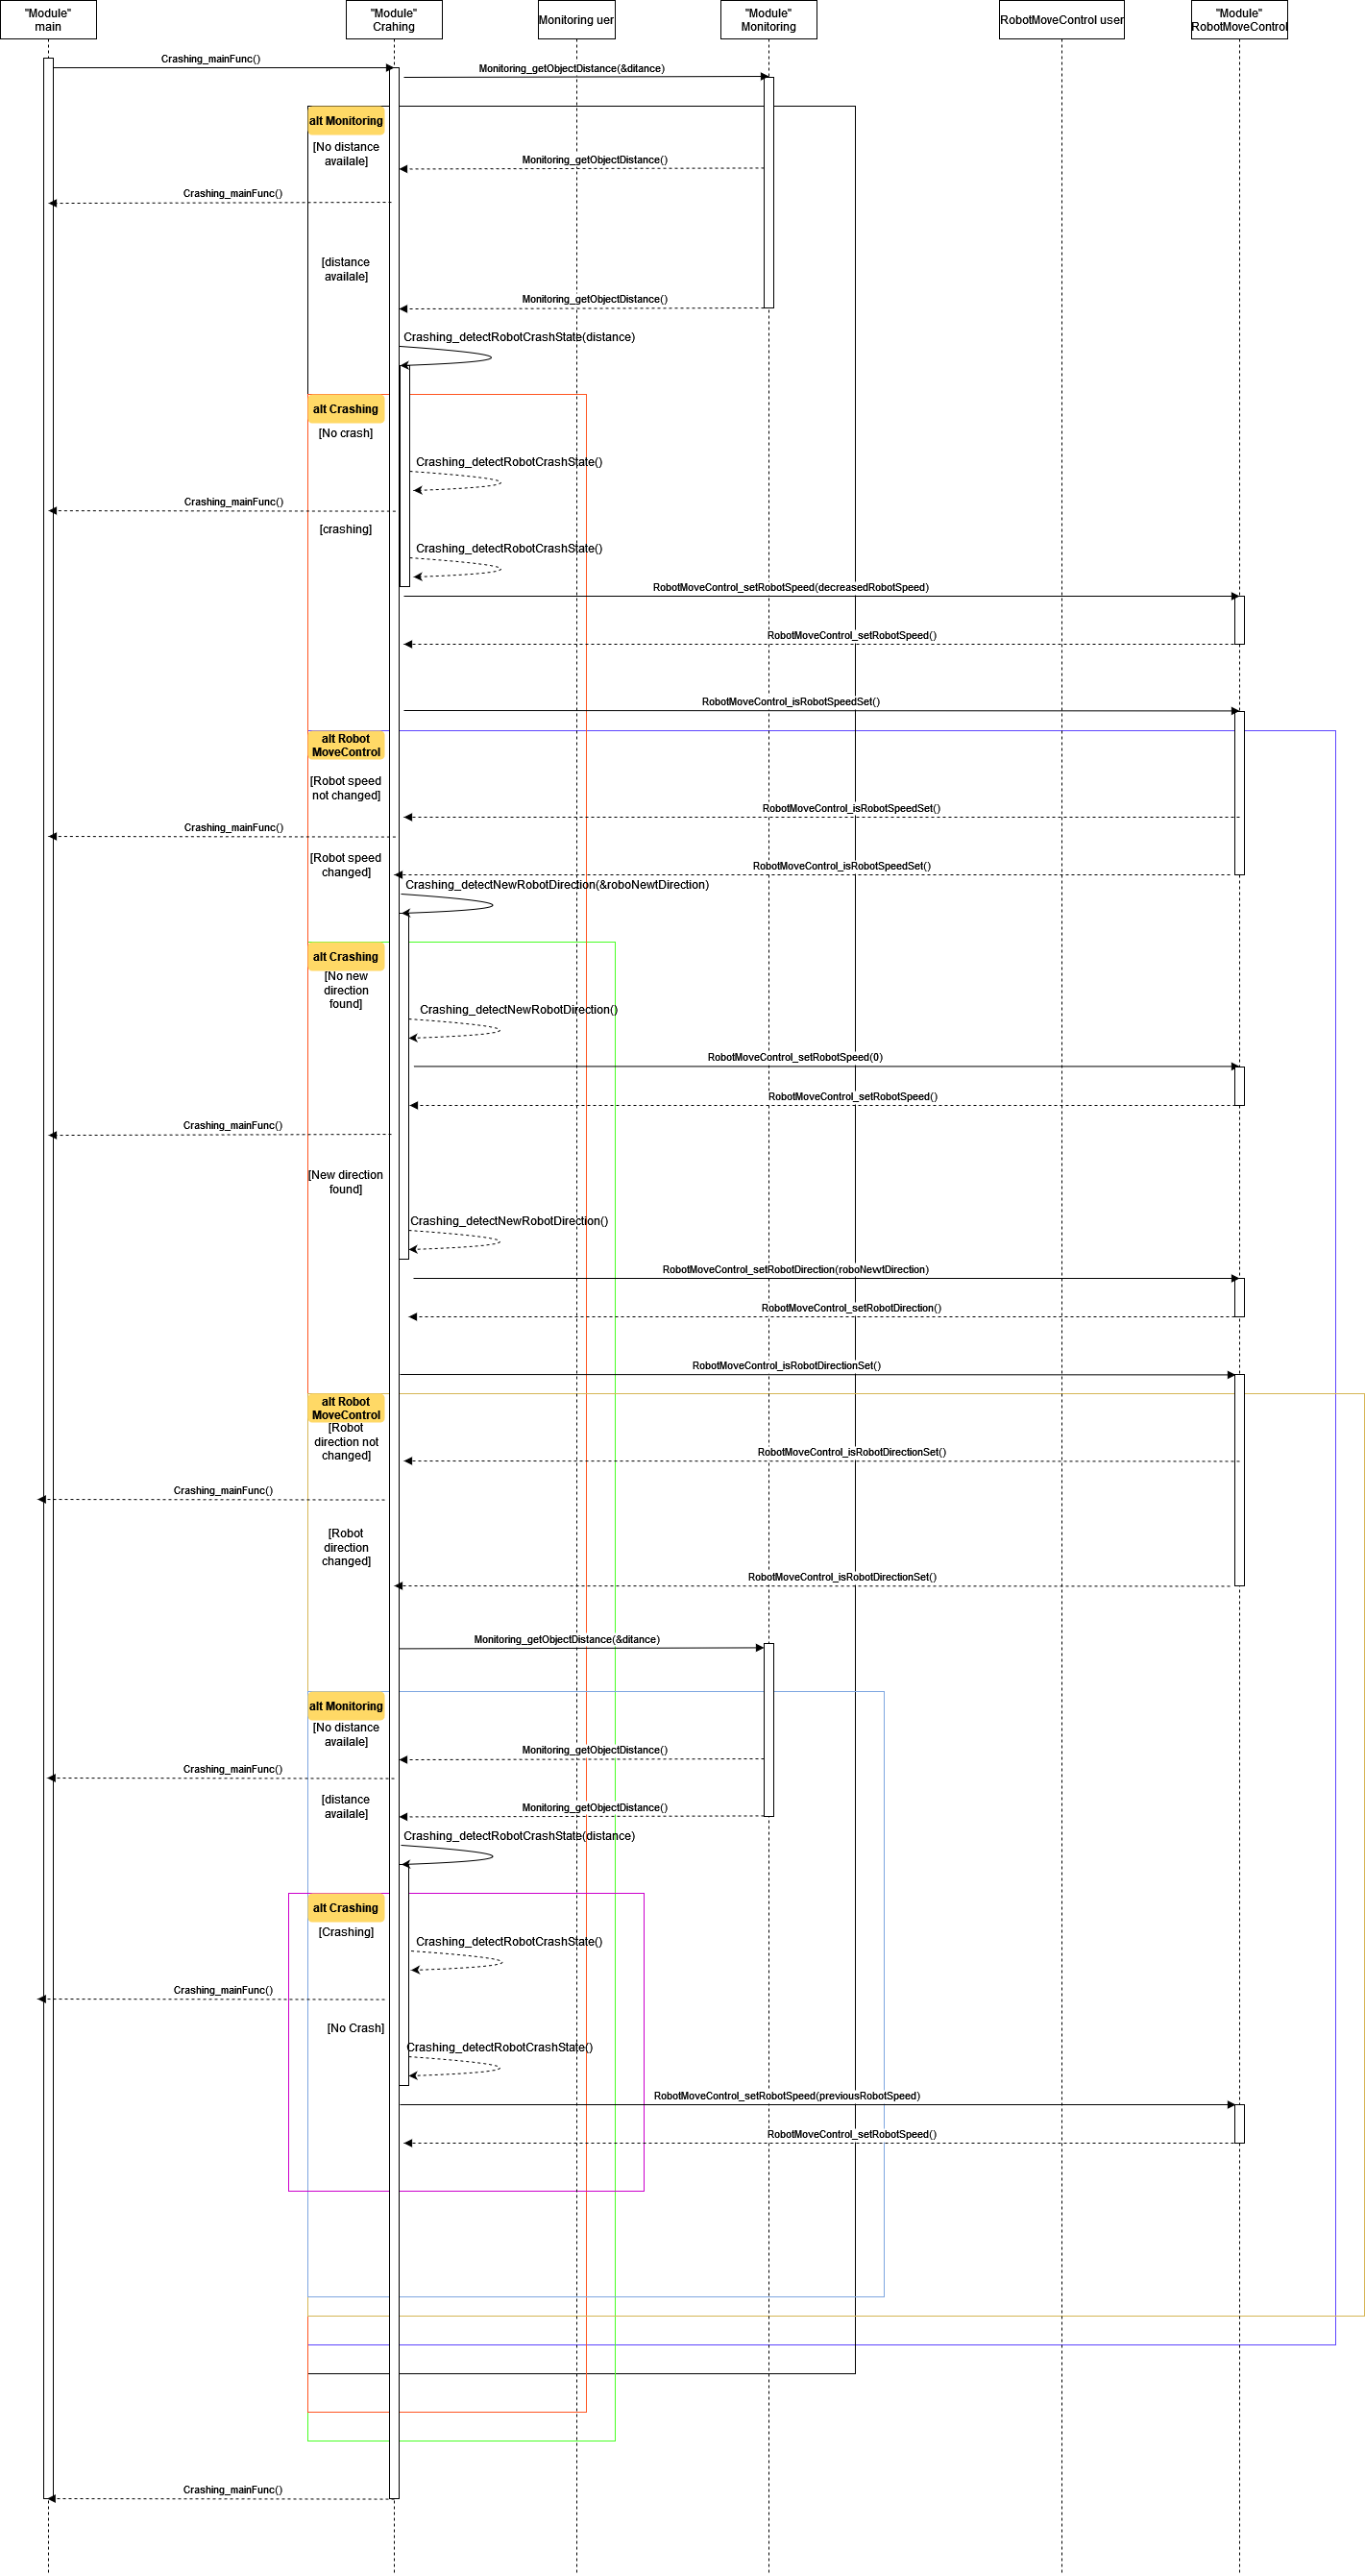 "Module"
main
"Module"
Crahing
Monitoring uer
"Module"
Monitoring
RobotMoveControl user
"Module"
RobotMoveControl
Crashing_mainFunc()
Monitoring_getObjectDistance(&ditance)
alt Monitoring
[No distance
availale]
Monitoring_getObjectDistance()
Crashing_mainFunc()
[distance
availale]
Monitoring_getObjectDistance()
Crashing_detectRobotCrashState(distance)
alt Crashing
[No crash]
Crashing_detectRobotCrashState()
Crashing_mainFunc()
[crashing]
Crashing_detectRobotCrashState()
RobotMoveControl_setRobotSpeed(decreasedRobotSpeed)
RobotMoveControl_setRobotSpeed()
RobotMoveControl_isRobotSpeedSet()
alt Robot
MoveControl
[Robot speed
not changed]
RobotMoveControl_isRobotSpeedSet()
Crashing_mainFunc()
[Robot speed
changed]
RobotMoveControl_isRobotSpeedSet()
Crashing_detectNewRobotDirection(&roboNewtDirection)
alt Crashing
[No new
direction
found]
Crashing_detectNewRobotDirection()
RobotMoveControl_setRobotSpeed(0)
RobotMoveControl_setRobotSpeed()
Crashing_mainFunc()
[New direction
found]
Crashing_detectNewRobotDirection()
RobotMoveControl_setRobotDirection(roboNewtDirection)
RobotMoveControl_setRobotDirection()
RobotMoveControl_isRobotDirectionSet()
alt Robot
MoveControl
[Robot
direction not
changed]
RobotMoveControl_isRobotDirectionSet()
Crashing_mainFunc()
[Robot
direction
changed]
RobotMoveControl_isRobotDirectionSet()
Monitoring_getObjectDistance(&ditance)
alt Monitoring
[No distance
availale]
Monitoring_getObjectDistance()
Crashing_mainFunc()
[distance
availale]
Monitoring_getObjectDistance()
Crashing_detectRobotCrashState(distance)
alt Crashing
[Crashing]
Crashing_detectRobotCrashState()
Crashing_mainFunc()
[No Crash]
Crashing_detectRobotCrashState()
RobotMoveControl_setRobotSpeed(previousRobotSpeed)
RobotMoveControl_setRobotSpeed()
Crashing_mainFunc()